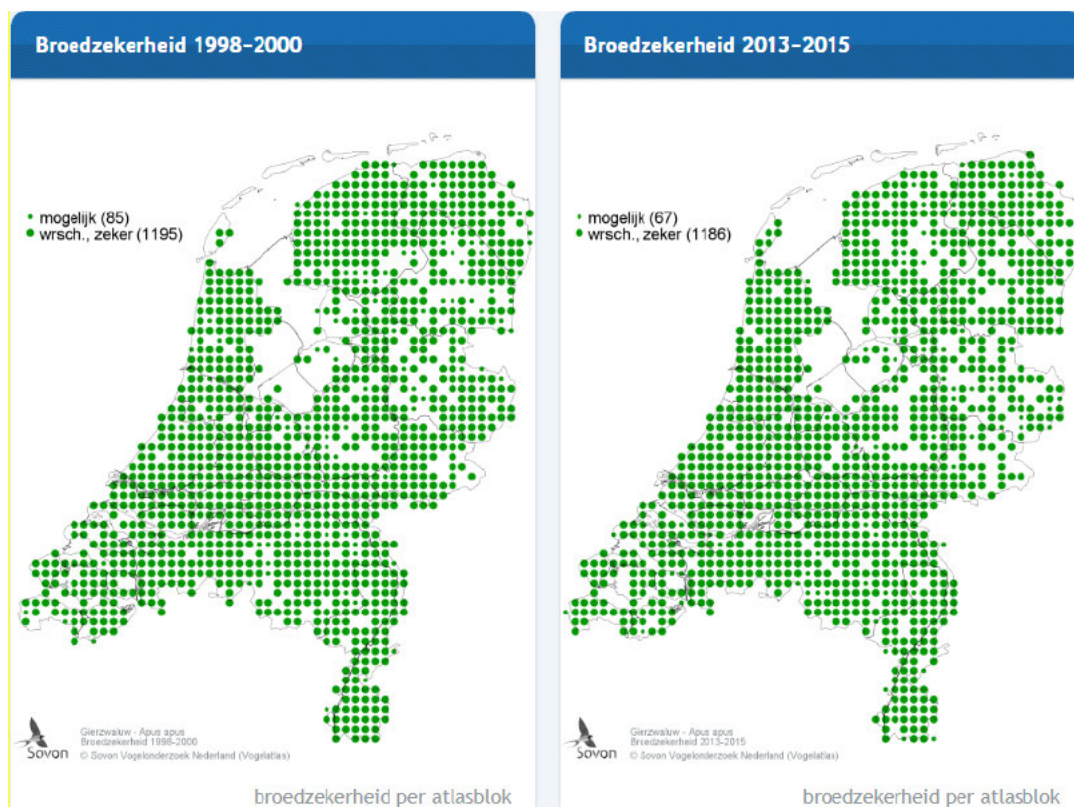 Broedzekerheid 1998-2000
mogelijk (85)
wrsch., zeker (1195)
Sovon
Gierzwaluw - Apus apus
Broedzekerheid 1998-2000
© Sovon Vogelonderzoek Nederland (Vogelatlas)
broedzekerheid per atlasblok
Broedzekerheid 2013-2015
mogelijk (67)
wrsch., zeker (1186)
Sovon
Gierzwaluw - Apus apus
Broedzekerheid 2013-2015
© Sovon Vogelonderzoek Nederland (Vogelatlas)
broedzekerheid per atlasblok